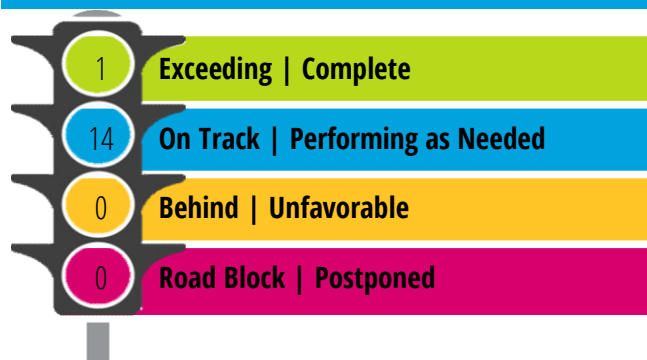 1 Exceeding | Complete
14 On Track | Performing as Needed
0 Behind | Unfavorable
0 Road Block | Postponed